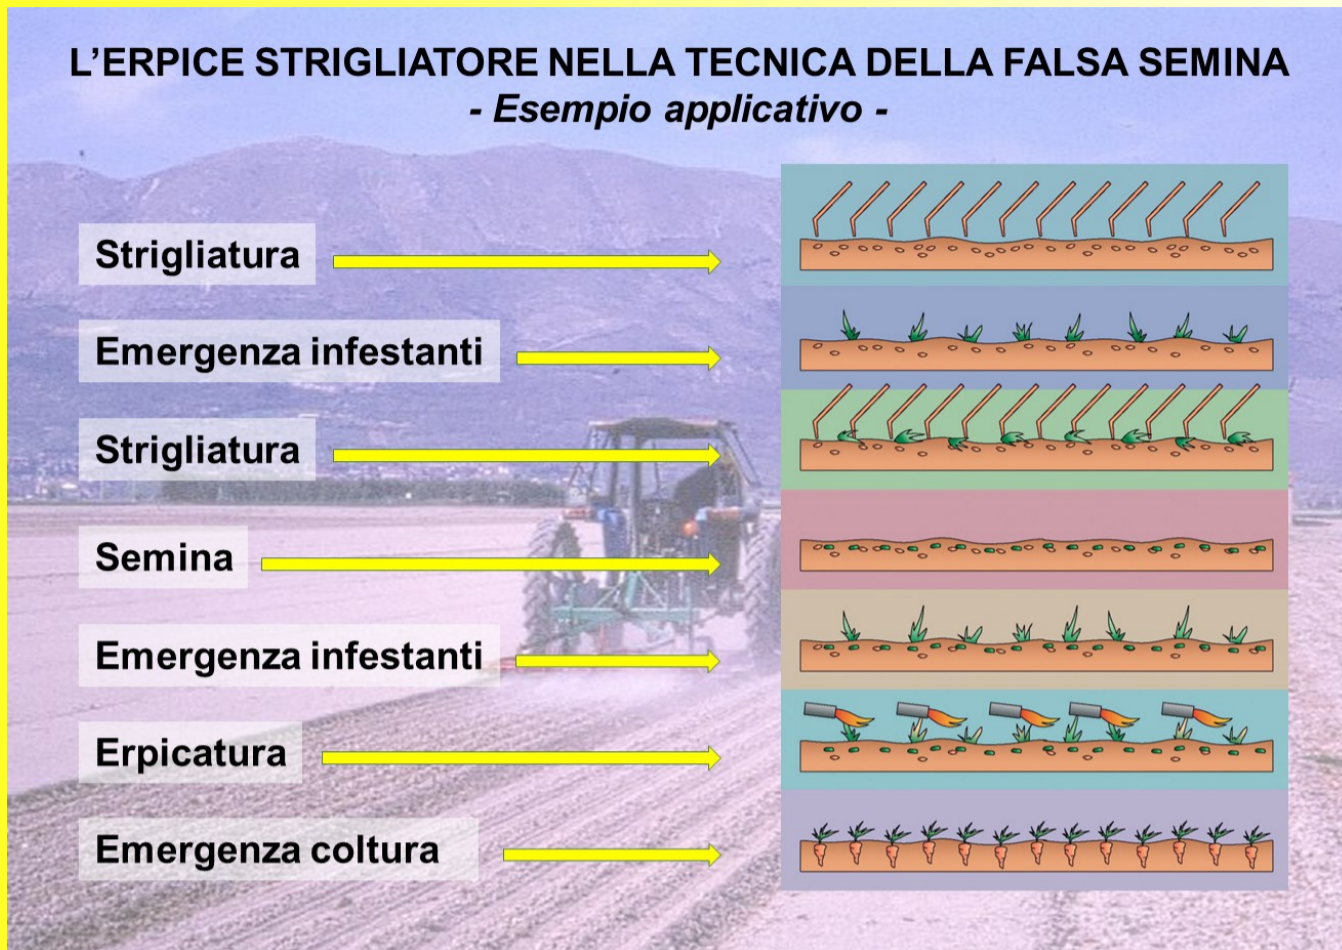 L'ERPICE STRIGLIATORE NELLA TECNICA DELLA FALSA SEMINA
- Esempio applicativo -
Strigliatura
Emergenza infestanti
Strigliatura
Semina
Emergenza infestanti
Erpicatura
Emergenza coltura